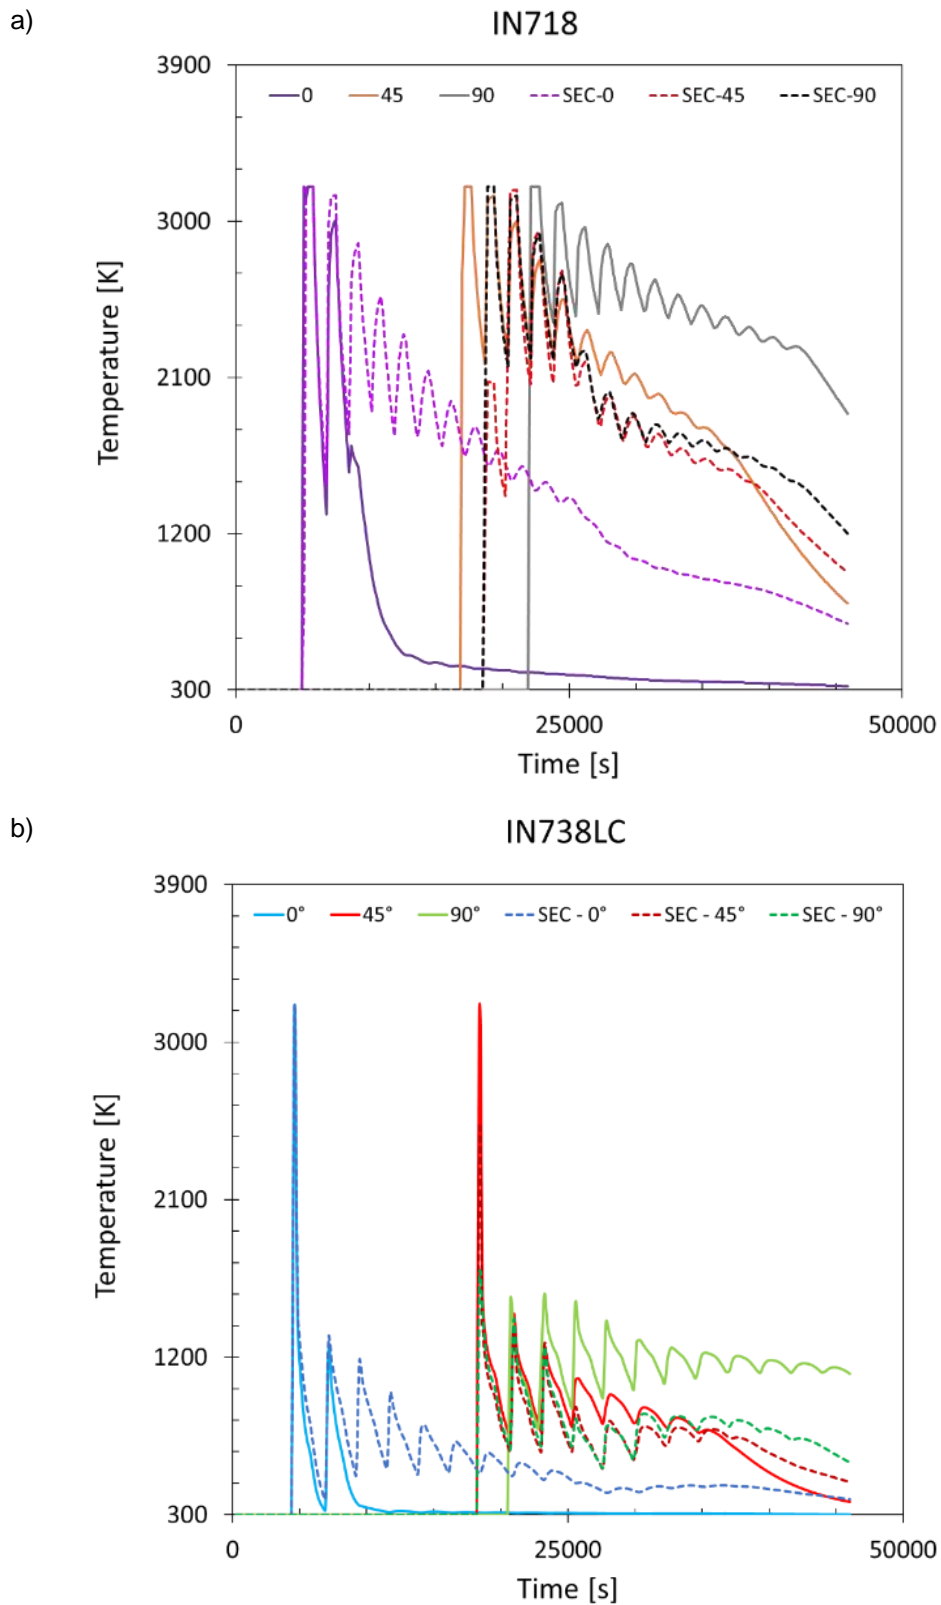 a)
IN718
3900
0 45 90 SEC-0 SEC-45 SEC-90
3000
2100
1200
300
Temperature [K]
0 25000 50000
Time [s]
b)
IN738LC
3900
0° 45° 90° SEC - 0° SEC - 45° SEC - 90°
3000
2100
1200
300
Temperature [K]
0 25000 50000
Time [s]